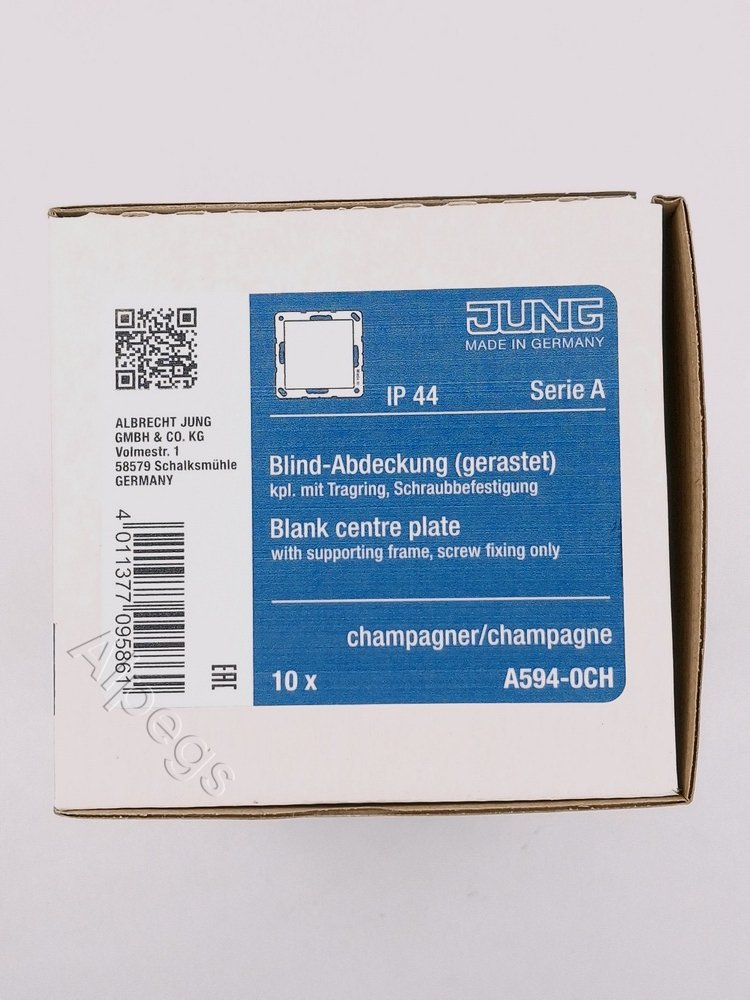 JUNG
MADE IN GERMANY
IP 44
Serie A
ALBRECHT JUNG
GMBH & CO. KG
Volmestr. 1
58579 Schalksmühle
GERMANY
Blind-Abdeckung (gerastet)
kpl. mit Tragring, Schraubbefestigung
Blank centre plate
with supporting frame, screw fixing only
4 011377 095861
champagner/champagne
EAC
10 x
A594-0CH
Alpegs